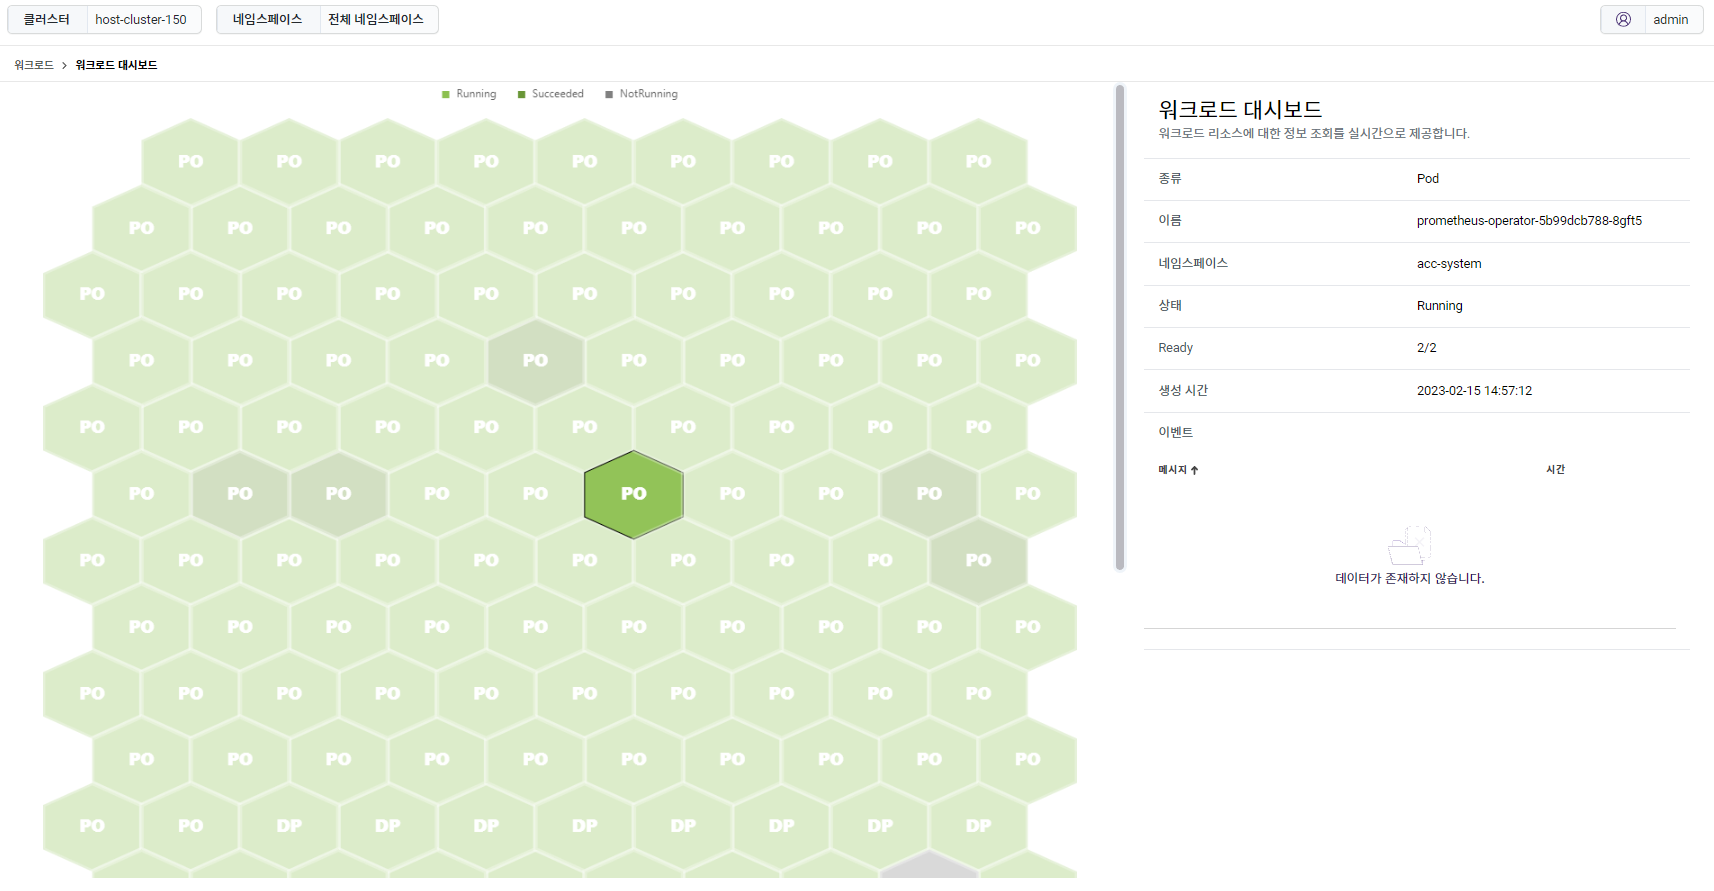 클러스터 host-cluster-150 네임스페이스 전체 네임스페이스 admin
워크로드 > 워크로드 대시보드
Running Succeeded NotRunning
PO PO PO PO PO PO PO PO PO
PO PO PO PO PO PO PO PO PO PO
PO PO PO PO PO PO PO PO PO PO
PO PO PO PO PO PO PO PO PO PO
PO PO PO PO PO PO PO PO PO PO
PO PO PO PO PO PO PO PO PO PO
PO PO PO PO PO PO PO PO PO PO
PO PO PO PO PO PO PO PO PO PO
PO PO PO PO PO PO PO PO PO PO
PO PO PO PO PO PO PO PO PO PO
PO PO DP DP DP DP DP DP DP DP
워크로드 대시보드
워크로드 리소스에 대한 정보 조회를 실시간으로 제공합니다.
종류 Pod
이름 prometheus-operator-5b99dcb788-8gft5
네임스페이스 acc-system
상태 Running
Ready 2/2
생성 시간 2023-02-15 14:57:12
이벤트
메시지 ↑ 시간
데이터가 존재하지 않습니다.